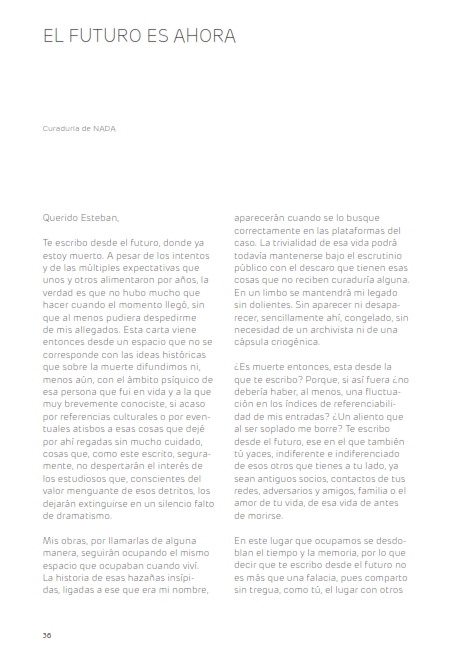 EL FUTURO ES AHORA
Curaduría de NADA
Querido Esteban,
Te escribo desde el futuro, donde ya
estoy muerto. A pesar de los intentos
y de las múltiples expectativas que
unos y otros alimentaron por años, la
verdad es que no hubo mucho que
hacer cuando el momento llegó, sin
que al menos pudiera despedirme
de mis allegados. Esta carta viene
entonces desde un espacio que no se
corresponde con las ideas históricas
que sobre la muerte difundimos ni,
menos aún, con el ámbito psíquico de
esa persona que fui en vida y a la que
muy brevemente conociste, si acaso
por referencias culturales o por even-
tuales atisbos a esas cosas que dejé
por ahí regadas sin mucho cuidado,
cosas que, como este escrito, segura-
mente, no despertarán el interés de
los estudiosos que, conscientes del
valor menguante de esos detritos, los
dejarán extinguirse en un silencio falto
de dramatismo.
Mis obras, por llamarlas de alguna
manera, seguirán ocupando el mismo
espacio que ocupaban cuando viví.
La historia de esas hazañas insípi-
das, ligadas a ese que era mi nombre,
aparecerán cuando se lo busque
correctamente en las plataformas del
caso. La trivialidad de esa vida podrá
todavía mantenerse bajo el escrutinio
público con el descaro que tienen esas
cosas que no reciben curaduría alguna.
En un limbo se mantendrá mi legado
sin dolientes. Sin aparecer ni desapa-
recer, sencillamente ahí, congelado, sin
necesidad de un archivista ni de una
cápsula criogénica.
¿Es muerte entonces, esta desde la
que te escribo? Porque, si así fuera ¿no
debería haber, al menos, una fluctua-
ción en los índices de referenciabili-
dad de mis entradas? ¿Un aliento que
al ser soplado me borre? Te escribo
desde el futuro, ese en el que también
tú yaces, indiferente e indiferenciado
de esos otros que tienes a tu lado, ya
sean antiguos socios, contactos de tus
redes, adversarios y amigos, familia o el
amor de tu vida, de esa vida de antes
de morirse.
En este lugar que ocupamos se desdo-
blan el tiempo y la memoria, por lo que
decir que te escribo desde el futuro no
es más que una falacia, pues comparto
sin tregua, como tú, el lugar con otros
36